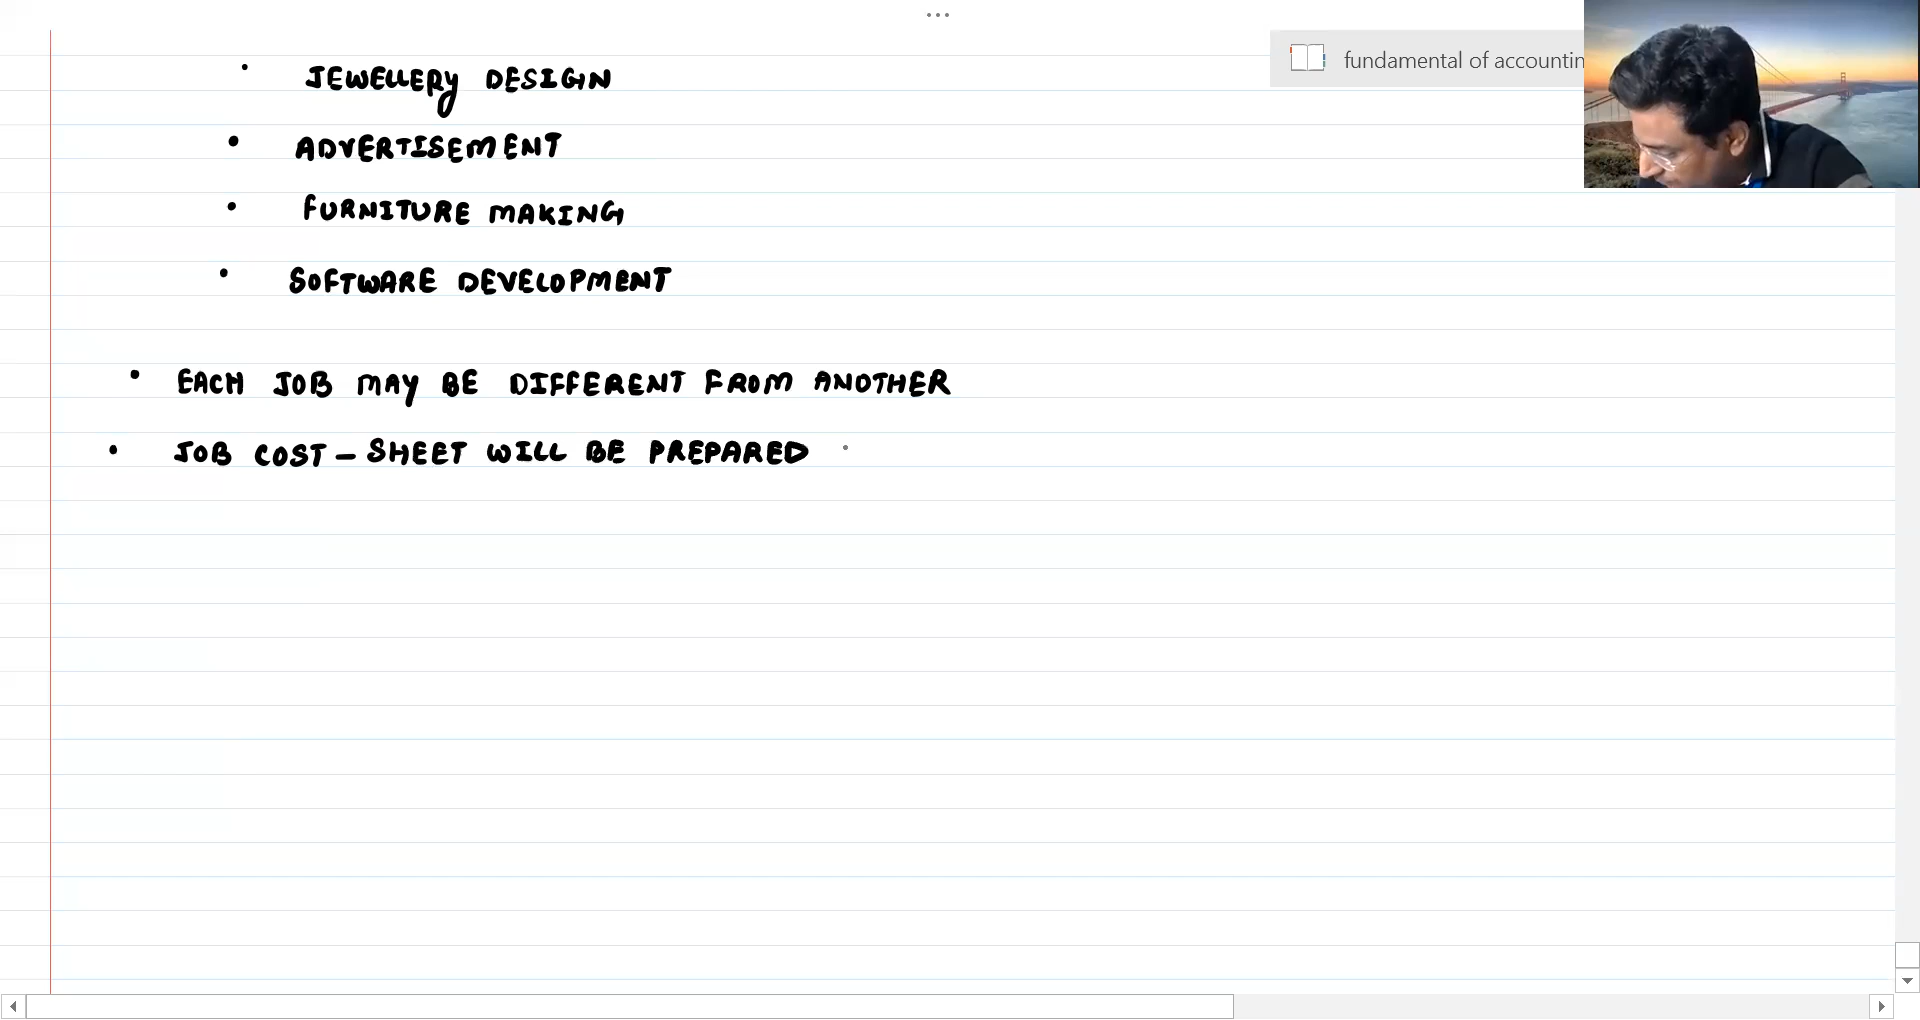 fundamental of accountin
• JEWELLERY DESIGN
• ADVERTISEMENT
• FURNITURE MAKING
• SOFTWARE DEVELOPMENT
• EACH JOB MAY BE DIFFERENT FROM ANOTHER
• JOB COST - SHEET WILL BE PREPARED